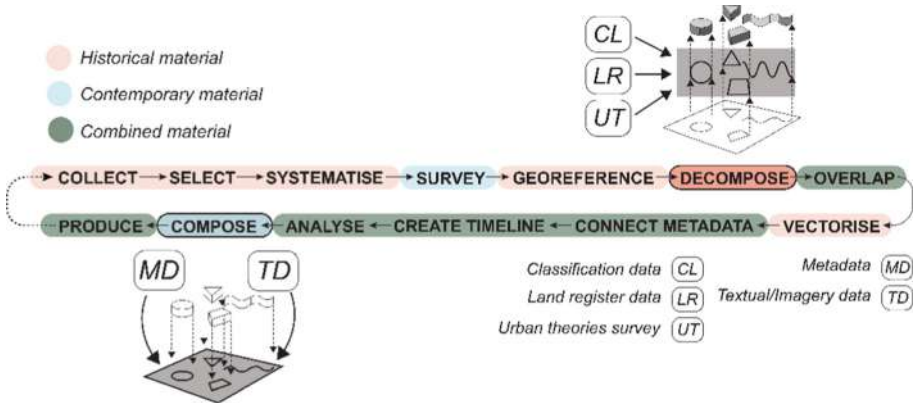 Historical material
Contemporary material
Combined material
CL
LR
UT
COLLECT SELECT SYSTEMATISE SURVEY GEOREFERENCE DECOMPOSE OVERLAP
PRODUCE COMPOSE ANALYSE CREATE TIMELINE CONNECT METADATA VECTORISE
MD TD
Classification data CL
Land register data LR
Urban theories survey UT
Metadata MD
Textual/Imagery data TD